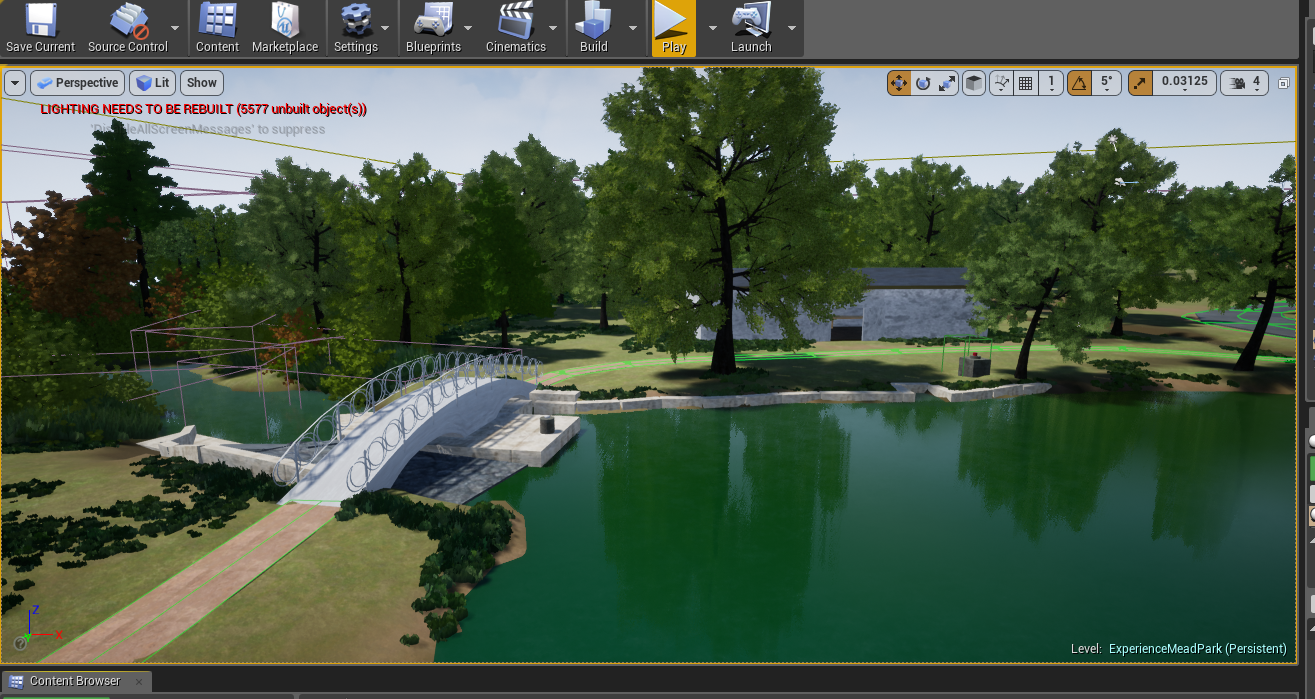 Save Current Source Control Content Marketplace Settings Blueprints Cinematics Build Play Launch
Perspective Lit Show 1 5° 0.03125 4
LIGHTING NEEDS TO BE REBUILT (5577 unbuilt object(s))
'DisableAllScreenMessages' to suppress
Z
X
?
Level: ExperienceMeadPark (Persistent)
Content Browser